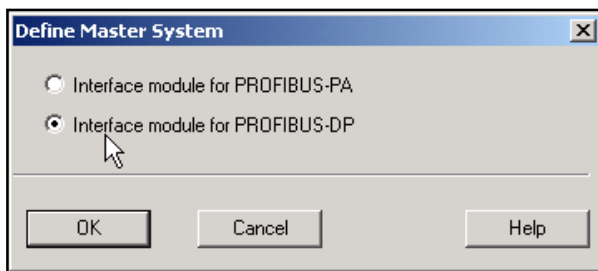 Define Master System
Interface module for PROFIBUS-PA
Interface module for PROFIBUS-DP
OK Cancel Help